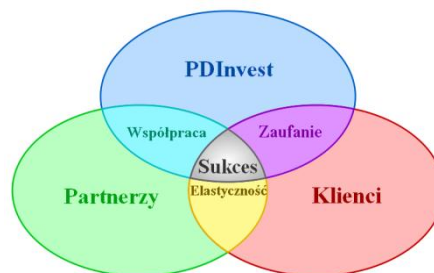 PDInvest
Współpraca
Zaufanie
Sukces
Elastyczność
Partnerzy
Klienci